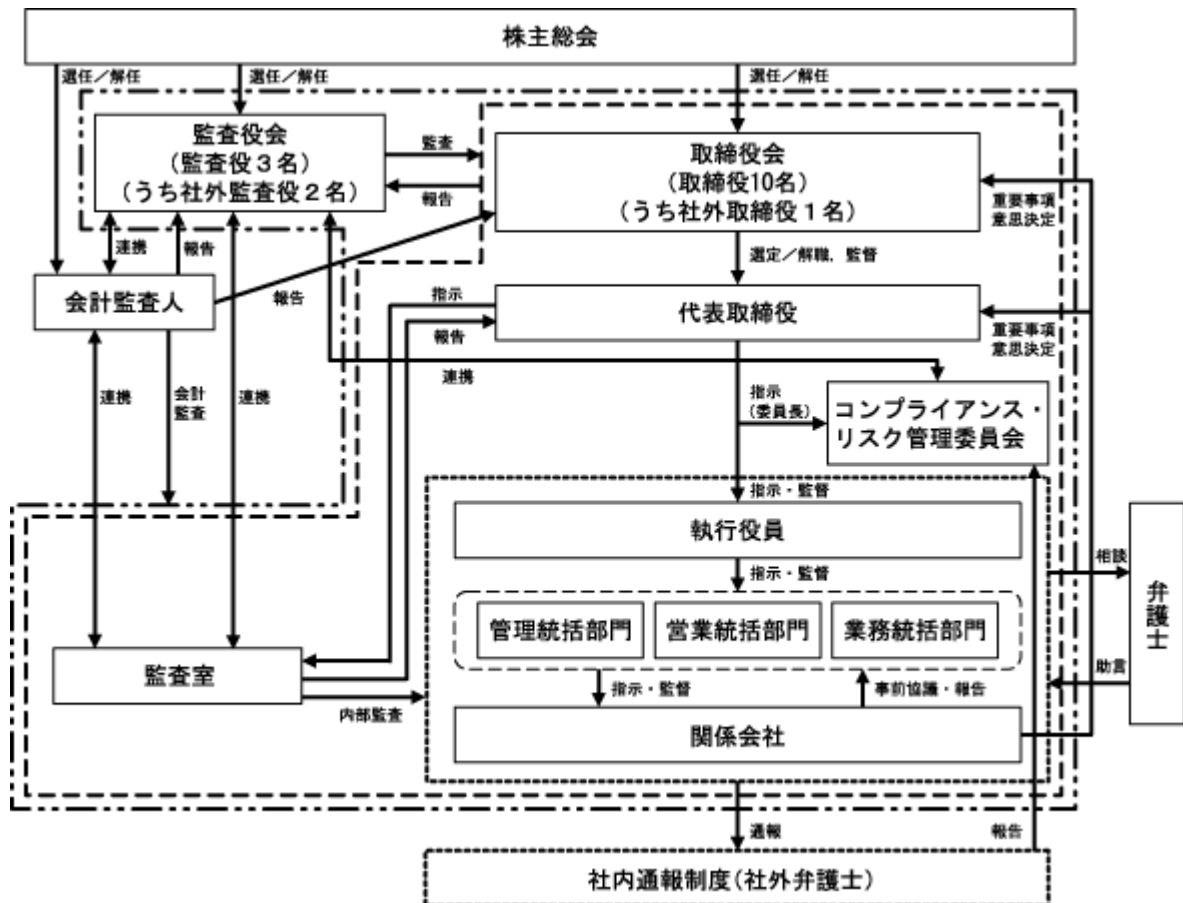 株主総会
選任／解任
選任／解任
選任／解任
監査役会
（監査役３名）
（うち社外監査役２名）
監査
報告
取締役会
（取締役10名）
（うち社外取締役１名）
重要事項
意思決定
連携
報告
選定／解職，監督
会計監査人
報告
指示
報告
代表取締役
重要事項
意思決定
連携
連携
会計
監査
連携
指示
（委員長）
コンプライアンス・
リスク管理委員会
指示・監督
執行役員
指示・監督
相談
弁護士
管理統括部門
営業統括部門
業務統括部門
監査室
内部監査
指示・監督
事前協議・報告
助言
関係会社
通報
報告
社内通報制度（社外弁護士）